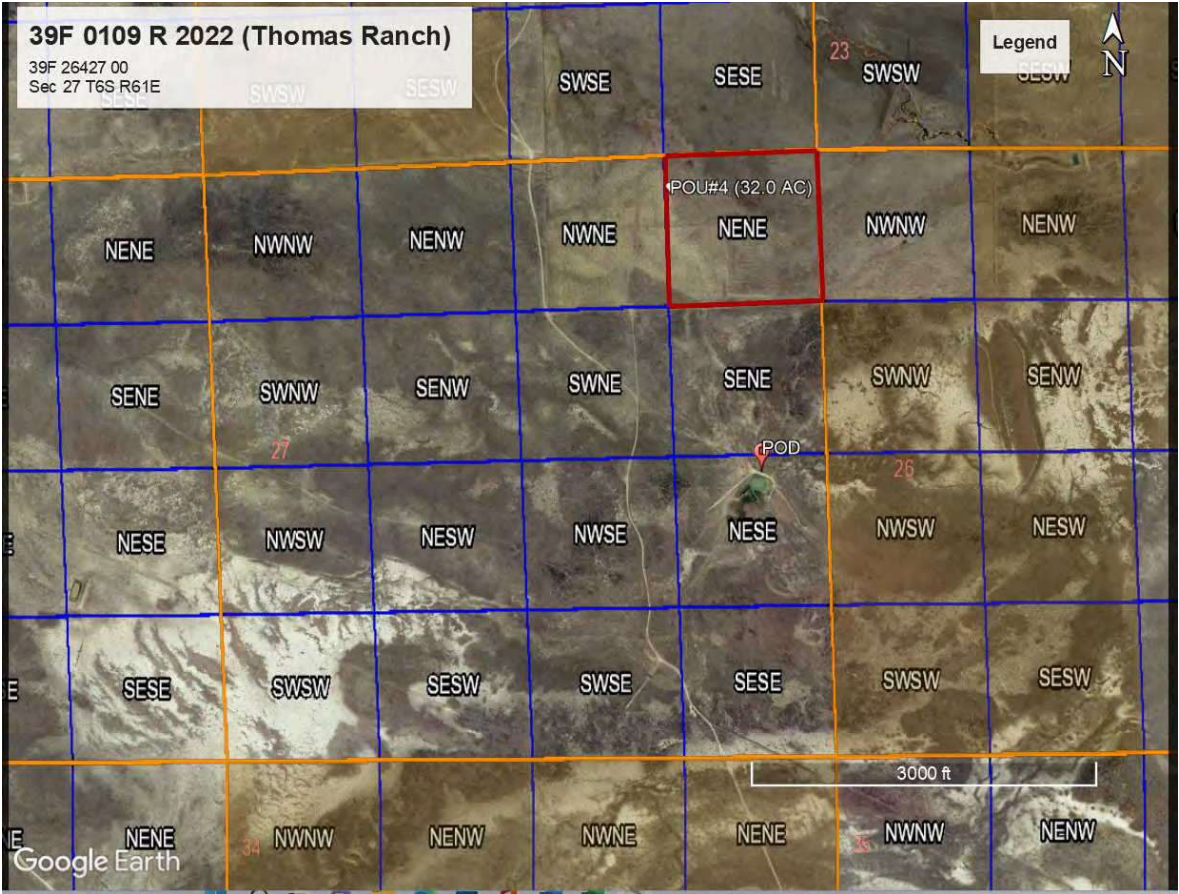 39F 0109 R 2022 (Thomas Ranch)
39F 26427 00
Sec 27 T6S R61E
Legend
N
SESE SWSW SESW SWSE SESE 23 SWSW SESW
POU#4 (32.0 AC)
NENE NWNW NENW NWNE NENE NWNW NENW
SENE SWNW SENW SWNE SENE SWNW SENW
27 POD 26
NESE NWSW NESW NWSE NESE NWSW NESW
SESE SWSW SESW SWSE SESE SWSW SESW
3000 ft
NE NENE 34 NWNW NENW NWNE NENE 35 NWNW NENW
Google Earth